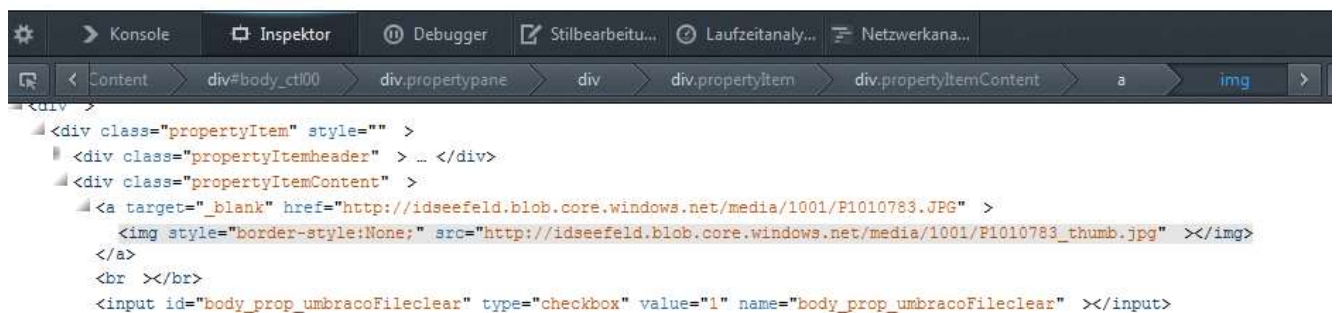 Konsole Inspektor Debugger Stilbearbeitu... Laufzeitanaly... Netzwerkana...
Content div#body_ctl00 div.propertypane div div.propertyItem div.propertyItemContent a img
<div >
<div class="propertyItem" style="" >
<div class="propertyItemheader" > … </div>
<div class="propertyItemContent" >
<a target="_blank" href="http://idseefeld.blob.core.windows.net/media/1001/P1010783.JPG" >
<img style="border-style:None;" src="http://idseefeld.blob.core.windows.net/media/1001/P1010783_thumb.jpg" ></img>
</a>
<br ></br>
<input id="body_prop_umbracoFileclear" type="checkbox" value="1" name="body_prop_umbracoFileclear" ></input>